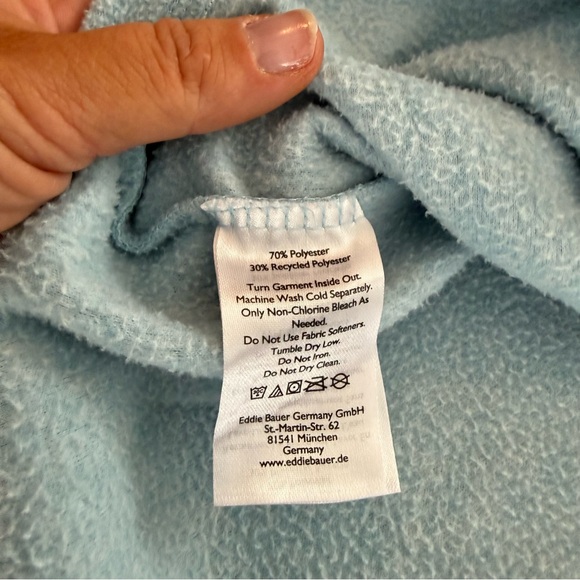 70% Polyester
30% Recycled Polyester
Turn Garment Inside Out.
Machine Wash Cold Separately.
Only Non-Chlorine Bleach As
Needed.
Do Not Use Fabric Softeners.
Tumble Dry Low.
Do Not Iron.
Do Not Dry Clean.
Eddie Bauer Germany GmbH
St.-Martin-Str. 62
81541 München
Germany
www.eddiebauer.de